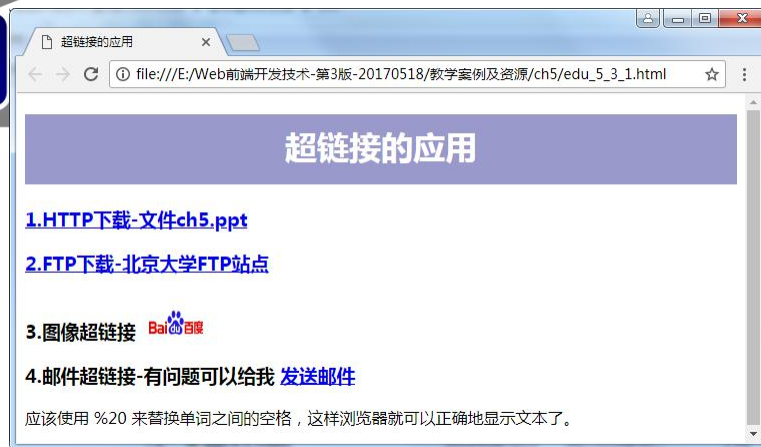 超链接的应用
file:///E:/Web前端开发技术-第3版-20170518/教学案例及资源/ch5/edu_5_3_1.html
超链接的应用
1.HTTP下载-文件ch5.ppt
2.FTP下载-北京大学FTP站点
3.图像超链接 Bai du 百度
4.邮件超链接-有问题可以给我 发送邮件
应该使用 %20 来替换单词之间的空格，这样浏览器就可以正确地显示文本了。